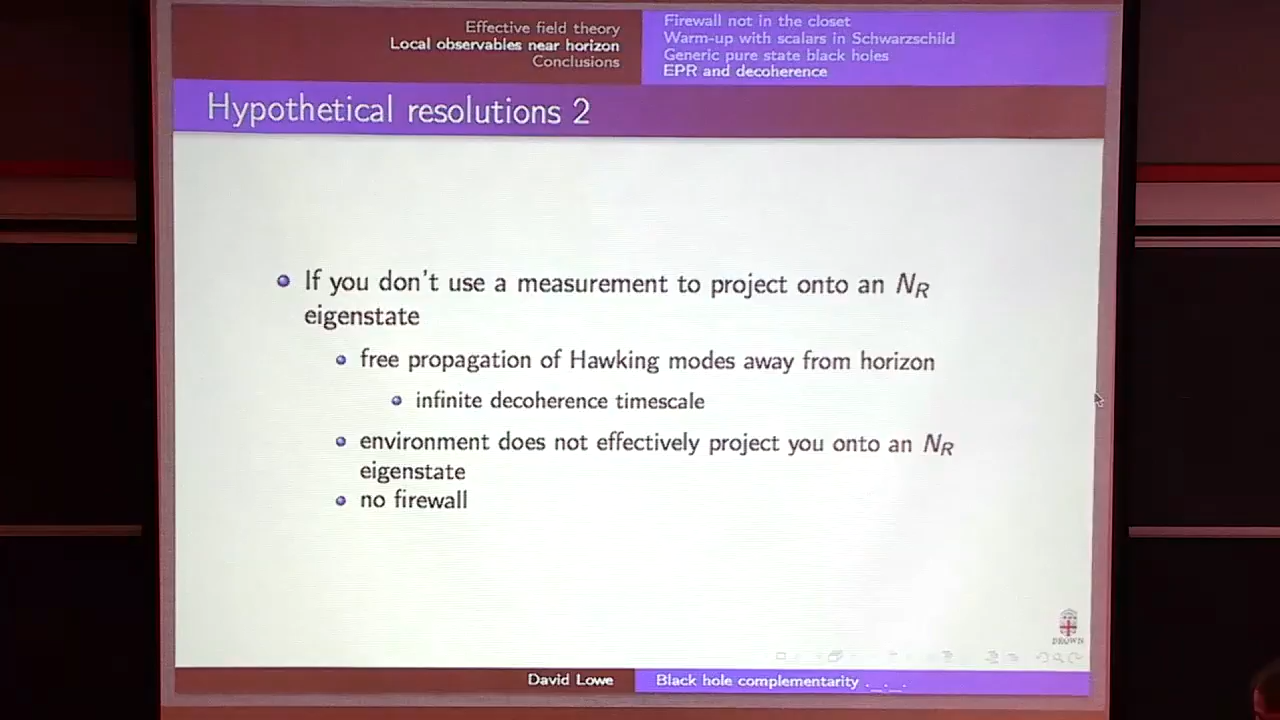 Effective field theory
Local observables near horizon
Conclusions
Firewall not in the closet
Warm-up with scalars in Schwarzschild
Generic pure state black holes
EPR and decoherence
Hypothetical resolutions 2
If you don't use a measurement to project onto an N_R
eigenstate
free propagation of Hawking modes away from horizon
infinite decoherence timescale
environment does not effectively project you onto an N_R
eigenstate
no firewall
BROWN
David Lowe
Black hole complementarity . . .